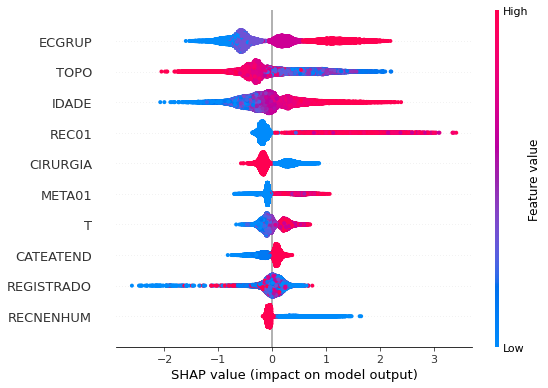 High
ECGRUP
TOPO
IDADE
REC01
CIRURGIA
META01
T
CATEATEND
REGISTRADO
RECNENHUM
Feature value
Low
−2 −1 0 1 2 3
SHAP value (impact on model output)